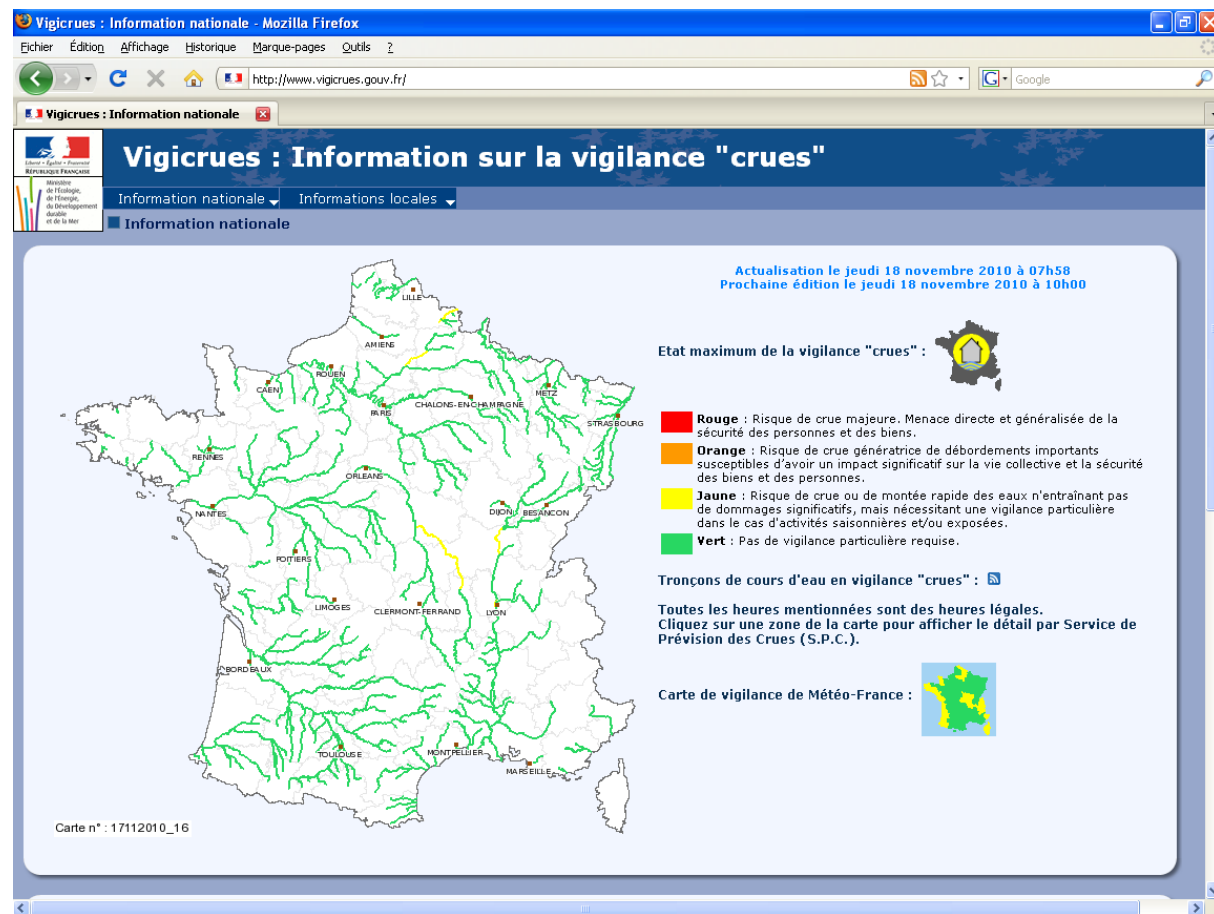 Vigicrues : Information nationale - Mozilla Firefox
Fichier Édition Affichage Historique Marque-pages Outils ?
http://www.vigicrues.gouv.fr/
Google
Vigicrues : Information nationale
Liberté • Égalité • Fraternité
RÉPUBLIQUE FRANÇAISE
Ministère
de l'Écologie,
de l'Énergie,
du Développement
durable
et de la Mer
Vigicrues : Information sur la vigilance "crues"
Information nationale Informations locales
Information nationale
Actualisation le jeudi 18 novembre 2010 à 07h58
Prochaine édition le jeudi 18 novembre 2010 à 10h00
Etat maximum de la vigilance "crues" :
Rouge : Risque de crue majeure. Menace directe et généralisée de la
sécurité des personnes et des biens.
Orange : Risque de crue génératrice de débordements importants
susceptibles d'avoir un impact significatif sur la vie collective et la sécurité
des biens et des personnes.
Jaune : Risque de crue ou de montée rapide des eaux n'entraînant pas
de dommages significatifs, mais nécessitant une vigilance particulière
dans le cas d'activités saisonnières et/ou exposées.
Vert : Pas de vigilance particulière requise.
Tronçons de cours d'eau en vigilance "crues" :
Toutes les heures mentionnées sont des heures légales.
Cliquez sur une zone de la carte pour afficher le détail par Service de
Prévision des Crues (S.P.C.).
Carte de vigilance de Météo-France :
LILLE
AMIENS
ROUEN
CAEN
METZ
CHALONS-EN-CHAMPAGNE
PARIS
STRASBOURG
RENNES
ORLEANS
NANTES
DIJON
BESANCON
POITIERS
LIMOGES
CLERMONT-FERRAND
LYON
BORDEAUX
TOULOUSE
MONTPELLIER
MARSEILLE
Carte n° : 17112010_16